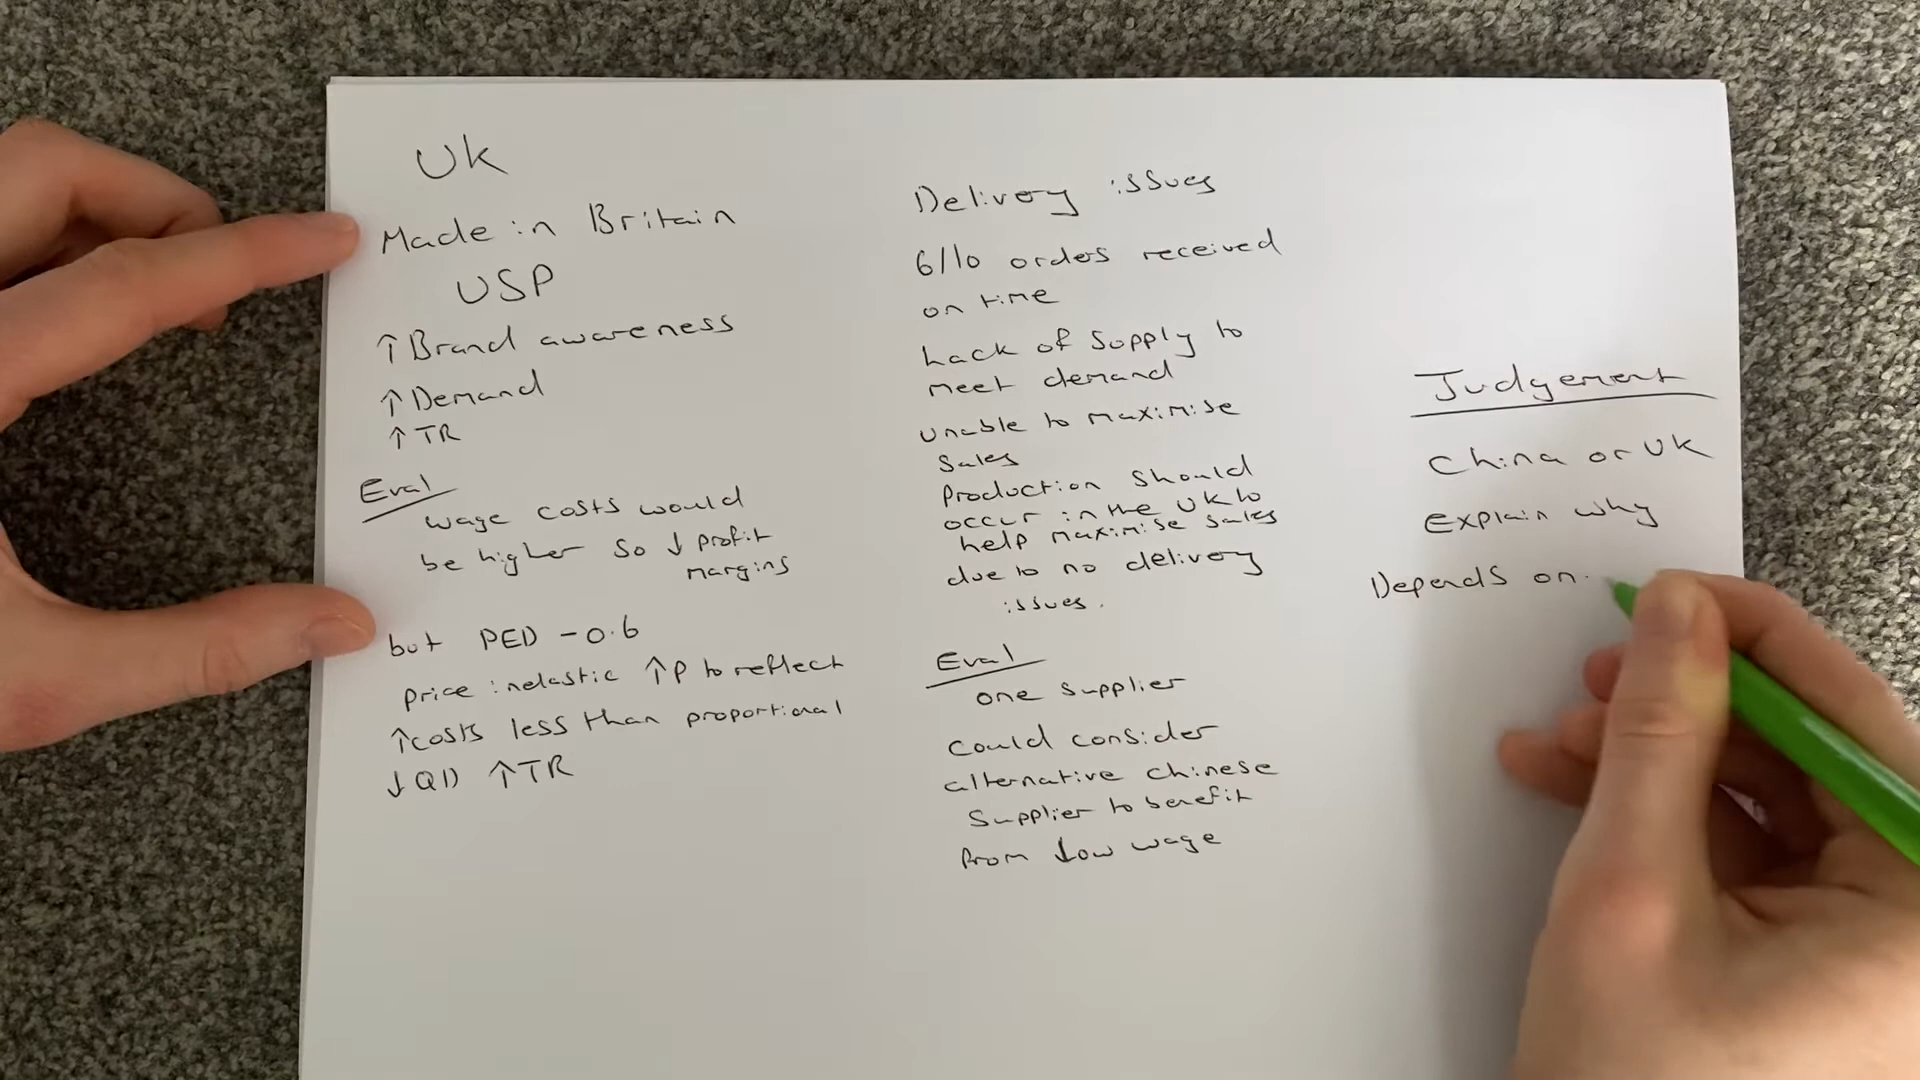 UK
Made in Britain
USP
↑ Brand awareness
↑ Demand
↑ TR
Eval
wage costs would
be higher so ↓ profit
margins
but PED -0.6
price inelastic ↑P to reflect
↑costs less than proportional
↓ QD ↑TR
Delivery issues
6/10 orders received
on time
Lack of supply to
meet demand
unable to maximise
sales
Production should
occur in the UK to
help maximise sales
due to no delivery
issues.
Eval
one supplier
could consider
alternative Chinese
supplier to benefit
from low wage
Judgement
China or UK
Explain why
Depends on.